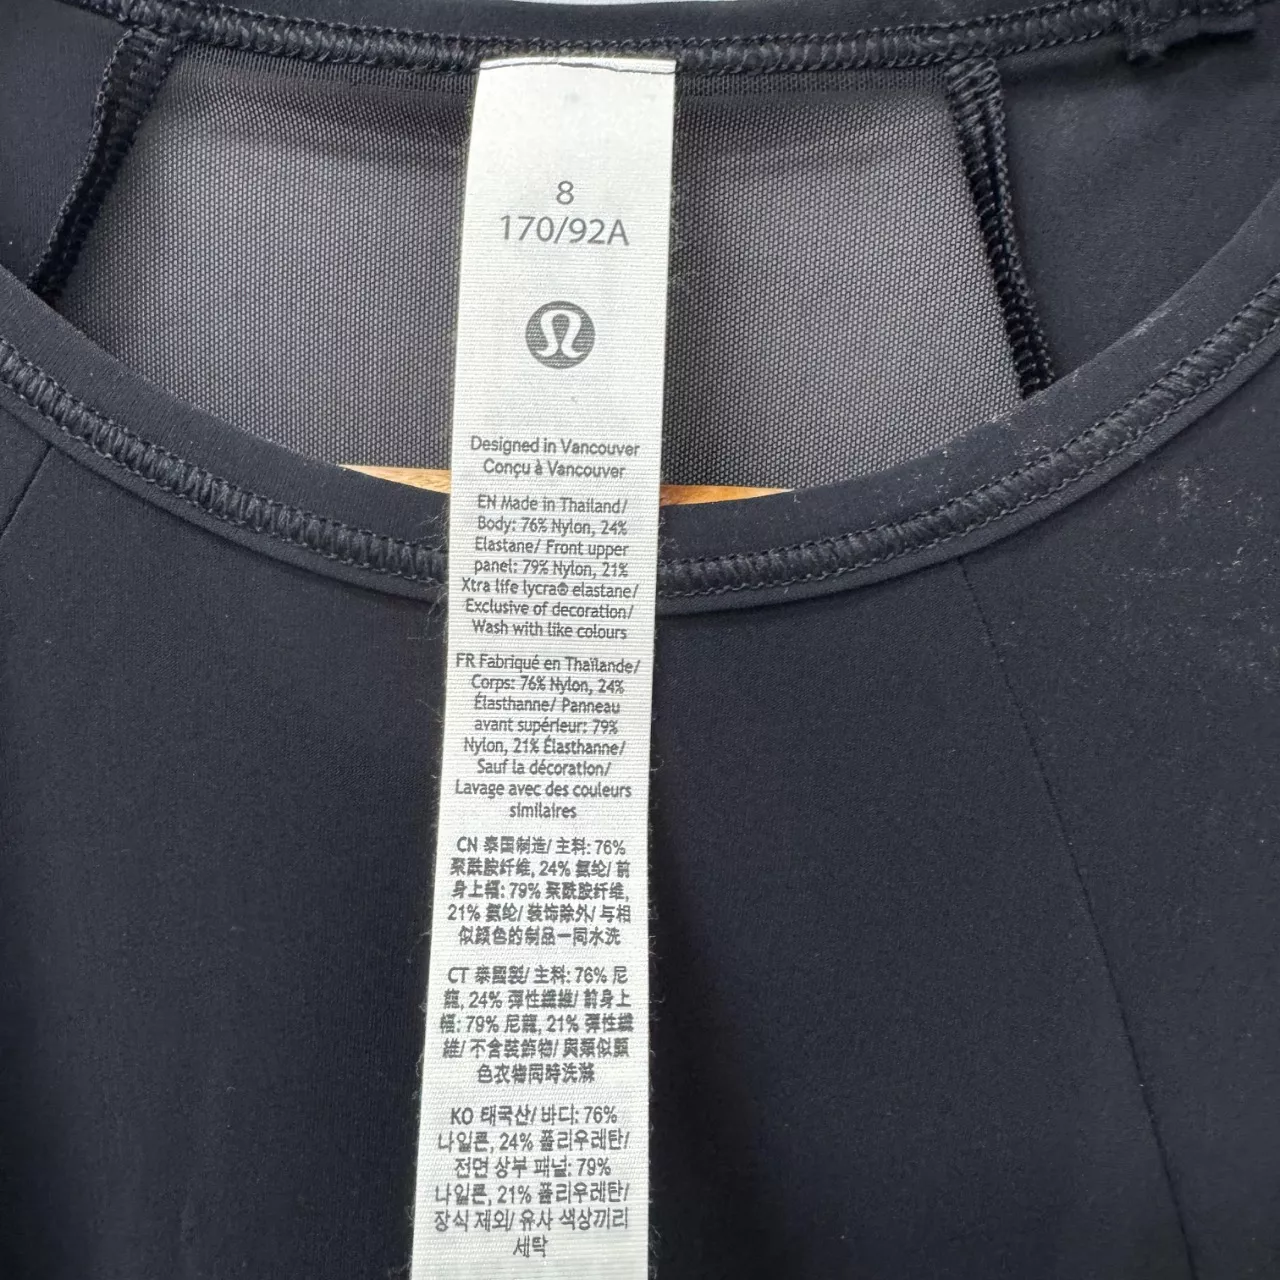 8
170/92A
Designed in Vancouver
Conçu à Vancouver
EN Made in Thailand/
Body: 76% Nylon, 24%
Elastane/ Front upper
panel: 79% Nylon, 21%
Xtra life lycra® elastane/
Exclusive of decoration/
Wash with like colours
FR Fabriqué en Thaïlande/
Corps: 76% Nylon, 24%
Élasthanne/ Panneau
avant supérieur: 79%
Nylon, 21% Élasthanne/
Sauf la décoration/
Lavage avec des couleurs
similaires
CN 泰国制造/ 主料: 76%
聚酰胺纤维, 24% 氨纶/ 前
身上幅: 79% 聚酰胺纤维,
21% 氨纶/ 装饰除外/ 与相
似颜色的制品一同水洗
CT 泰國製/ 主料: 76% 尼
龍, 24% 彈性纖維/ 前身上
幅: 79% 尼龍, 21% 彈性纖
維/ 不含裝飾物/ 與類似顏
色衣物同時洗滌
KO 태국산/ 바디: 76%
나일론, 24% 폴리우레탄/
전면 상부 패널: 79%
나일론, 21% 폴리우레탄/
장식 제외/ 유사 색상끼리
세탁